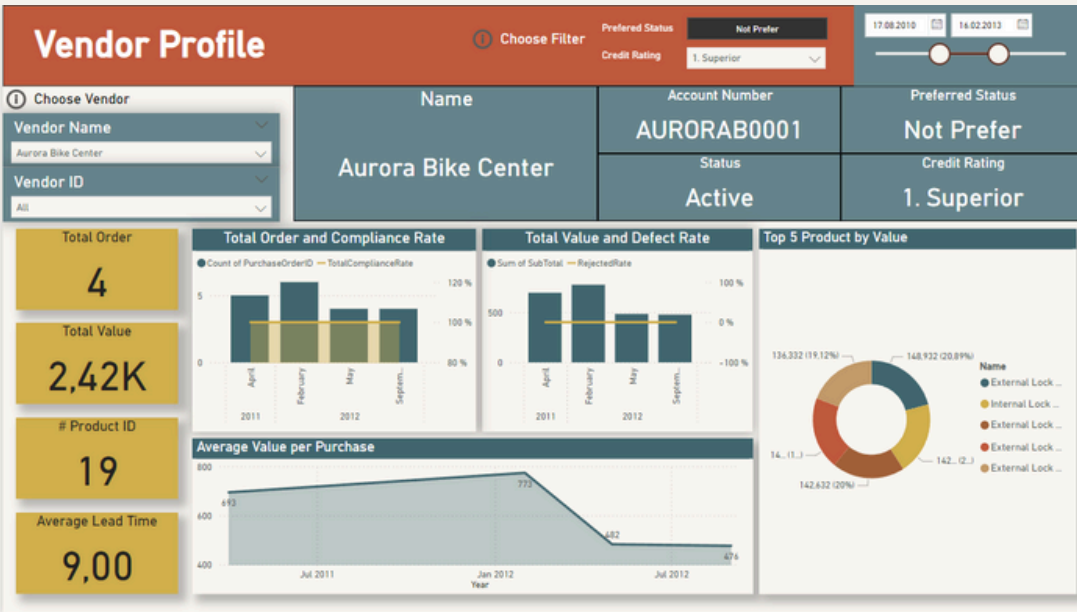 Vendor Profile
Choose Filter
Prefered Status
Not Prefer
Credit Rating
1. Superior
17.08.2010
16.02.2013
Choose Vendor
Vendor Name
Aurora Bike Center
Vendor ID
All
Name
Aurora Bike Center
Account Number
AURORAB0001
Preferred Status
Not Prefer
Status
Active
Credit Rating
1. Superior
Total Order
4
Total Value
2,42K
# Product ID
19
Average Lead Time
9,00
Total Order and Compliance Rate
Count of PurchaseOrderID TotalComplianceRate
5
0
120 %
100 %
80 %
April
February
May
Septem...
2011
2012
Total Value and Defect Rate
Sum of SubTotal RejectedRate
500
0
100 %
0 %
-100 %
April
February
May
Septem...
2011
2012
Average Value per Purchase
800
600
400
693
773
482
476
Jul 2011
Jan 2012
Jul 2012
Year
Top 5 Product by Value
136,332 (19,12%)
148,932 (20,89%)
14... (1...)
142... (2...)
142,632 (20%)
Name
External Lock ...
Internal Lock ...
External Lock ...
External Lock ...
External Lock ...